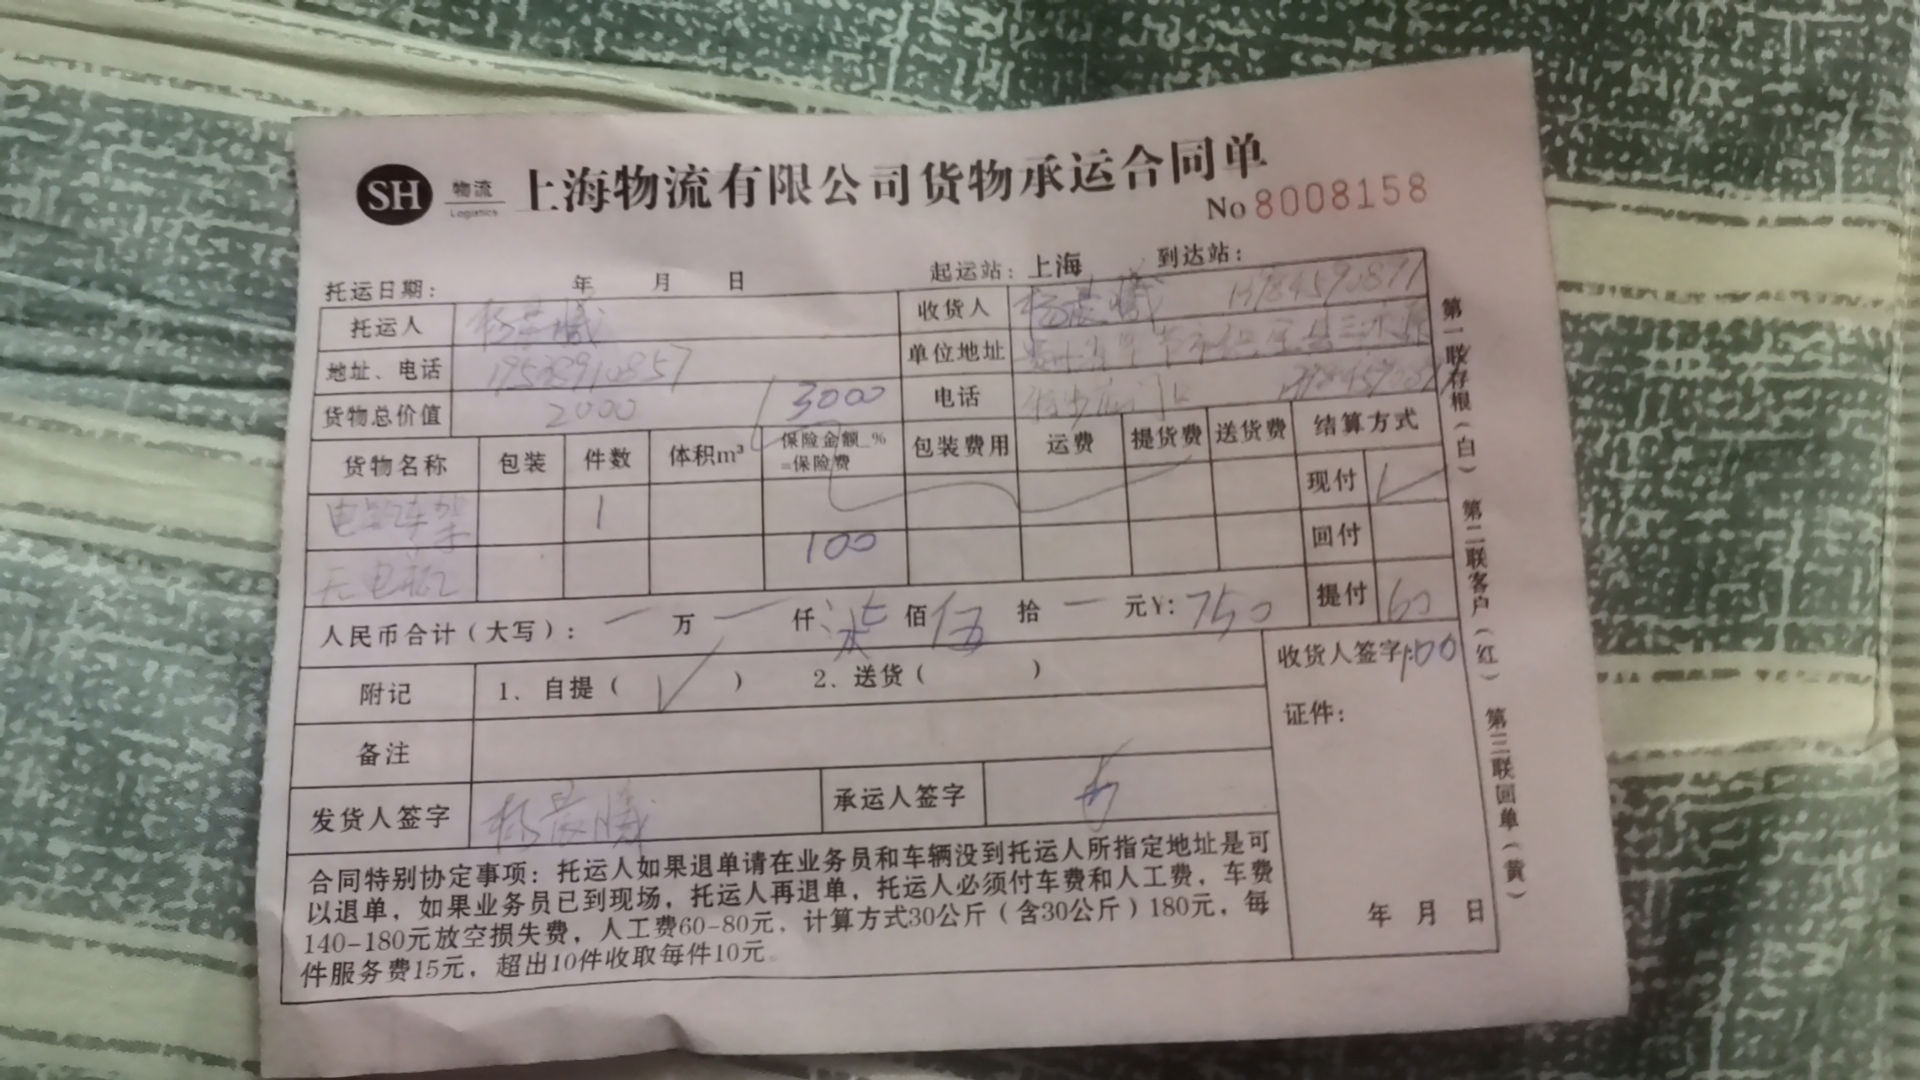 SH 物流 Logistics 上海物流有限公司货物承运合同单
No 8008158
托运日期: 年 月 日 起运站: 上海 到达站:
托运人 收货人
地址、电话 单位地址
货物总价值 2000 3000 电话
货物名称 包装 件数 体积m³ 保险金额_%=保险费 包装费用 运费 提货费 送货费 结算方式
1 现付 ✓
无电瓶 100 回付
人民币合计(大写): 一 万 一 仟 柒 佰 伍 拾 一 元¥: 750 提付 60
附记 1、自提( ✓ ) 2、送货( ) 收货人签字:
备注 证件:
发货人签字 承运人签字
合同特别协定事项:托运人如果退单请在业务员和车辆没到托运人所指定地址是可
以退单,如果业务员已到现场,托运人再退单,托运人必须付车费和人工费,车费
140-180元放空损失费,人工费60-80元,计算方式30公斤(含30公斤)180元,每
件服务费15元,超出10件收取每件10元。
年 月 日
第一联存根(白) 第二联客户(红) 第三联回单(黄)